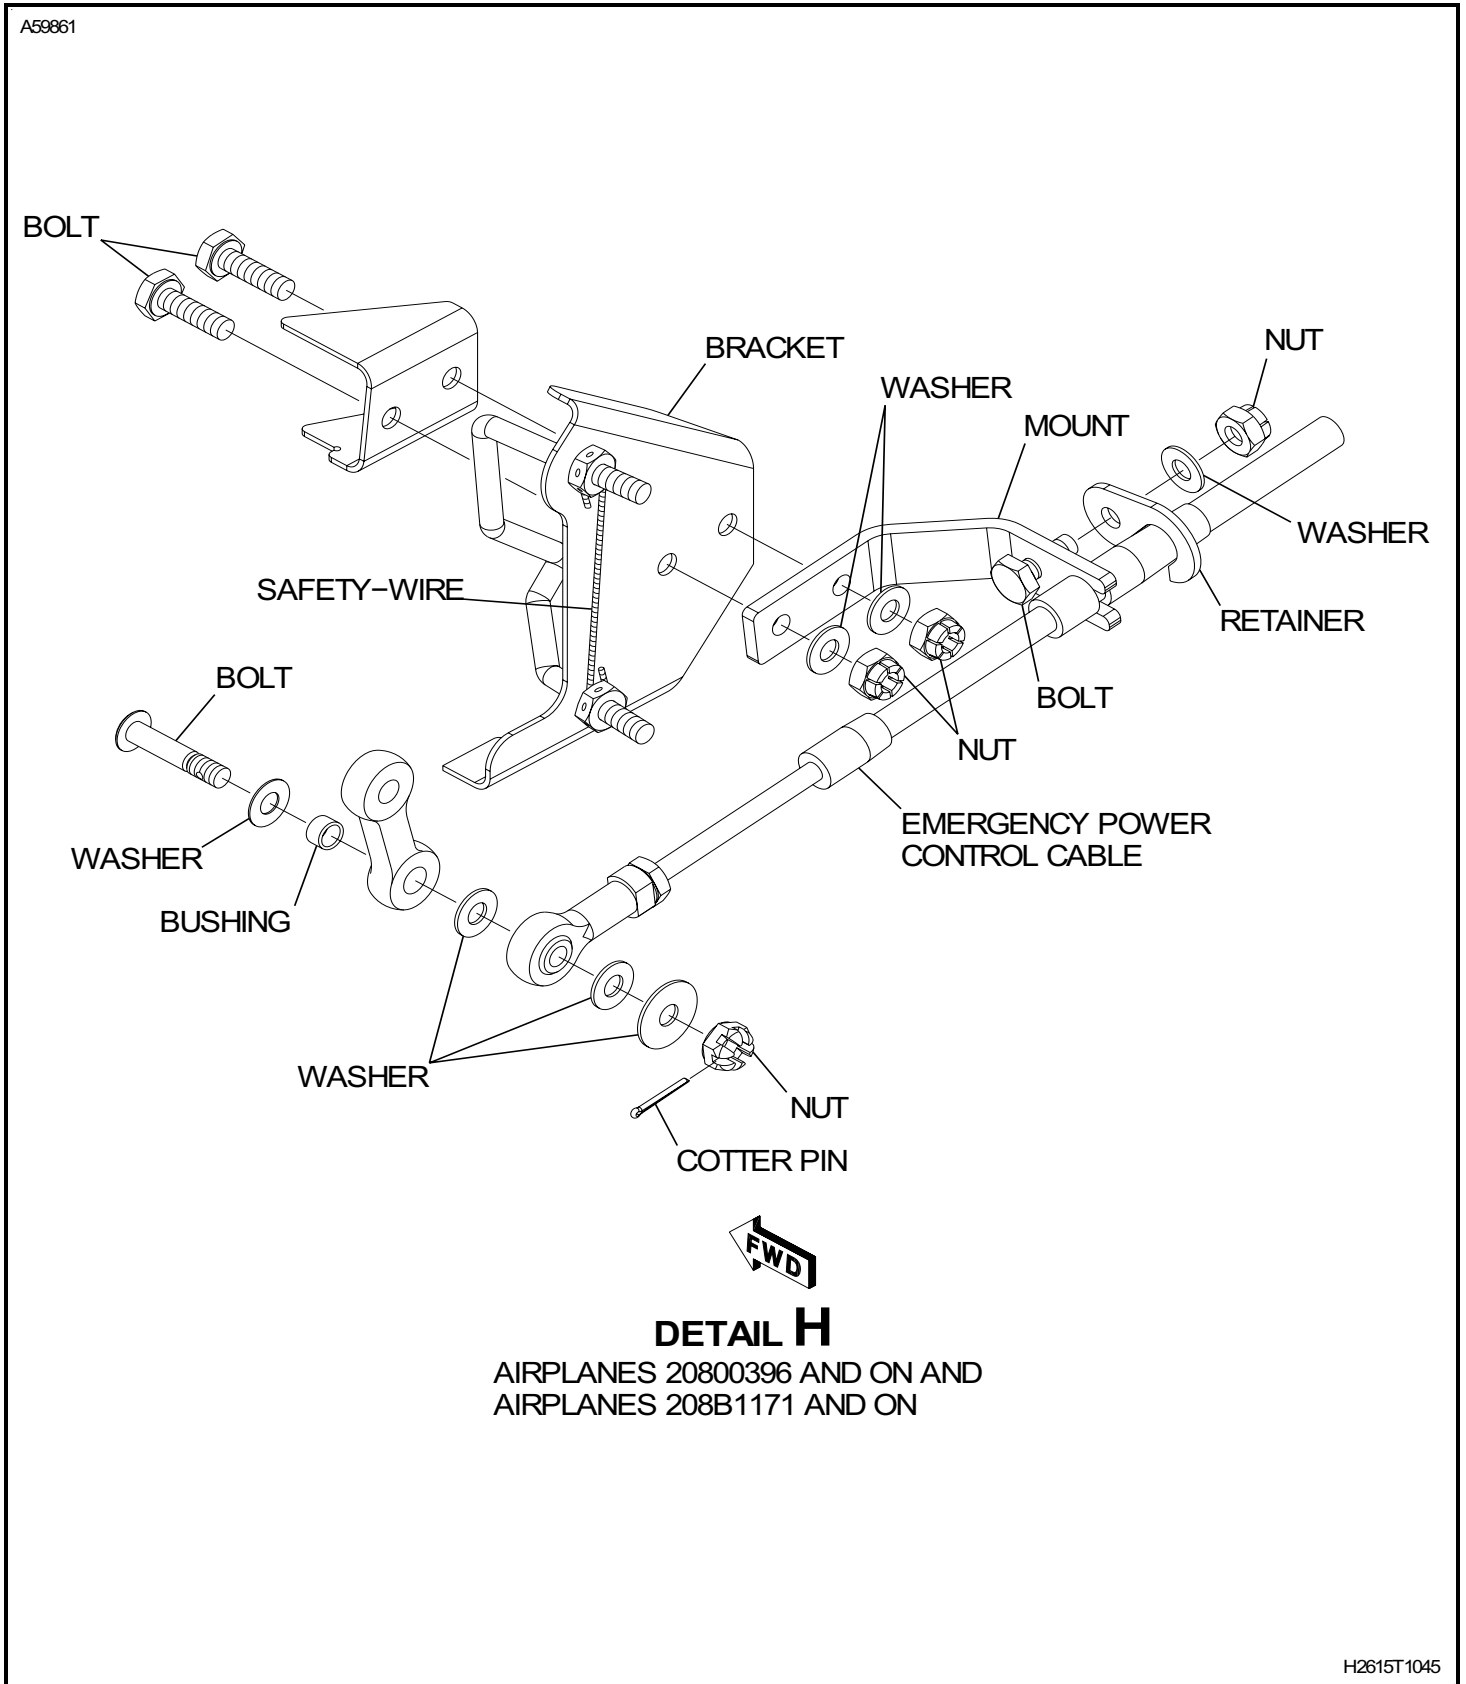 A59861
BOLT
BRACKET
NUT
WASHER
MOUNT
WASHER
SAFETY-WIRE
RETAINER
BOLT
BOLT
NUT
EMERGENCY POWER
CONTROL CABLE
WASHER
BUSHING
WASHER
NUT
COTTER PIN
FWD
DETAIL H
AIRPLANES 20800396 AND ON AND
AIRPLANES 208B1171 AND ON
H2615T1045